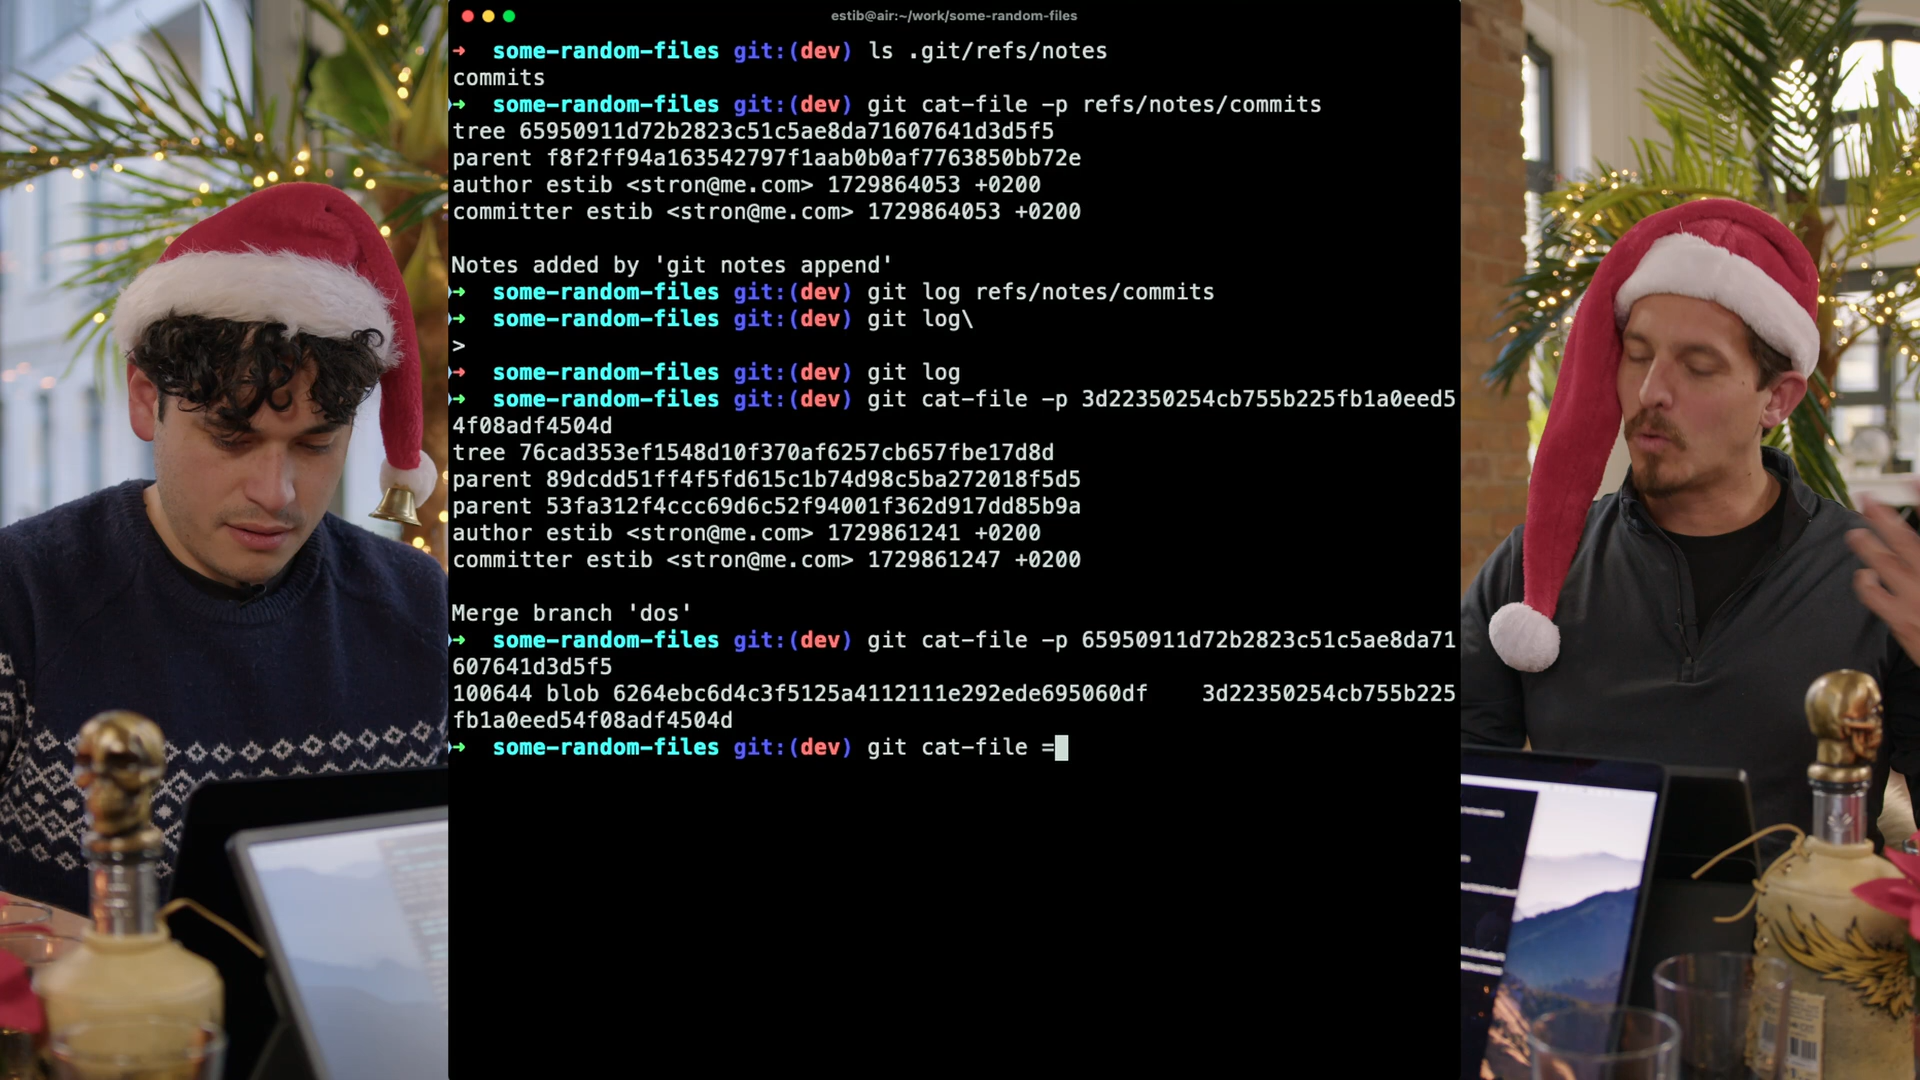 estib@air:~/work/some-random-files
➜ some-random-files git:(dev) ls .git/refs/notes
commits
➜ some-random-files git:(dev) git cat-file -p refs/notes/commits
tree 65950911d72b2823c51c5ae8da71607641d3d5f5
parent f8f2ff94a163542797f1aab0b0af7763850bb72e
author estib <stron@me.com> 1729864053 +0200
committer estib <stron@me.com> 1729864053 +0200
Notes added by 'git notes append'
➜ some-random-files git:(dev) git log refs/notes/commits
➜ some-random-files git:(dev) git log\
>
➜ some-random-files git:(dev) git log
➜ some-random-files git:(dev) git cat-file -p 3d22350254cb755b225fb1a0eed5
4f08adf4504d
tree 76cad353ef1548d10f370af6257cb657fbe17d8d
parent 89dcdd51ff4f5fd615c1b74d98c5ba272018f5d5
parent 53fa312f4ccc69d6c52f94001f362d917dd85b9a
author estib <stron@me.com> 1729861241 +0200
committer estib <stron@me.com> 1729861247 +0200
Merge branch 'dos'
➜ some-random-files git:(dev) git cat-file -p 65950911d72b2823c51c5ae8da71
607641d3d5f5
100644 blob 6264ebc6d4c3f5125a4112111e292ede695060df 3d22350254cb755b225
fb1a0eed54f08adf4504d
➜ some-random-files git:(dev) git cat-file =